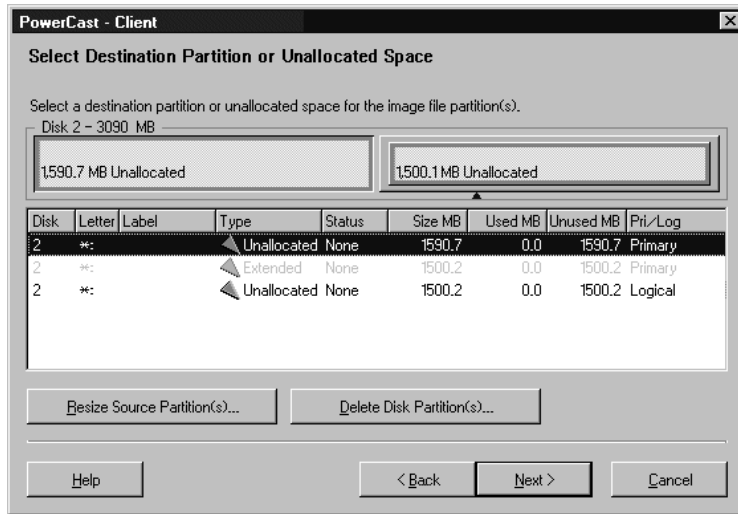 PowerCast - Client
Select Destination Partition or Unallocated Space
Select a destination partition or unallocated space for the image file partition(s).
Disk 2 - 3090 MB
1,590.7 MB Unallocated 1,500.1 MB Unallocated
Disk Letter Label Type Status Size MB Used MB Unused MB Pri/Log
2 *: Unallocated None 1590.7 0.0 1590.7 Primary
2 *: Extended None 1500.2 0.0 1500.2 Primary
2 *: Unallocated None 1500.2 0.0 1500.2 Logical
Resize Source Partition(s)... Delete Disk Partition(s)...
Help < Back Next > Cancel